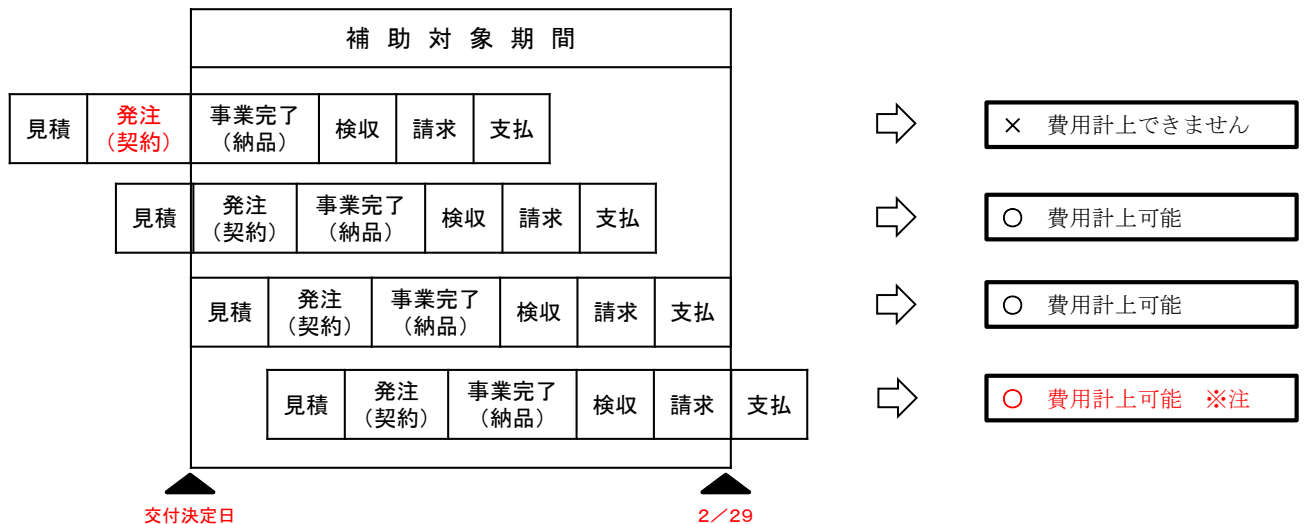 補助対象期間
見積
発注
(契約)
事業完了
(納品)
検収
請求
支払
× 費用計上できません
見積
発注
(契約)
事業完了
(納品)
検収
請求
支払
○ 費用計上可能
見積
発注
(契約)
事業完了
(納品)
検収
請求
支払
○ 費用計上可能
見積
発注
(契約)
事業完了
(納品)
検収
請求
支払
○ 費用計上可能 ※注
交付決定日
2/29